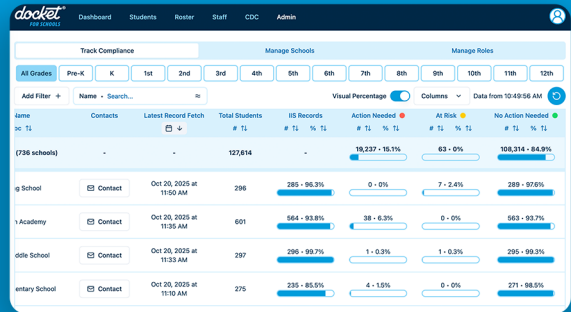 docket®
FOR SCHOOLS
Dashboard Students Roster Staff CDC Admin
Track Compliance Manage Schools Manage Roles
All Grades Pre-K K 1st 2nd 3rd 4th 5th 6th 7th 8th 9th 10th 11th 12th
Add Filter + Name • Search... Visual Percentage Columns Data from 10:49:56 AM
Name Contacts Latest Record Fetch Total Students IIS Records Action Needed At Risk No Action Needed
oc # # % # % # % # %
(736 schools) - - 127,614 - 19,237 • 15.1% 63 • 0% 108,314 • 84.9%
g School Contact Oct 20, 2025 at 11:50 AM 296 285 • 96.3% 0 • 0% 7 • 2.4% 289 • 97.6%
Academy Contact Oct 20, 2025 at 11:35 AM 601 564 • 93.8% 38 • 6.3% 0 • 0% 563 • 93.7%
ddle School Contact Oct 20, 2025 at 11:33 AM 297 296 • 99.7% 1 • 0.3% 1 • 0.3% 295 • 99.3%
entary School Contact Oct 20, 2025 at 11:10 AM 275 235 • 85.5% 4 • 1.5% 0 • 0% 271 • 98.5%